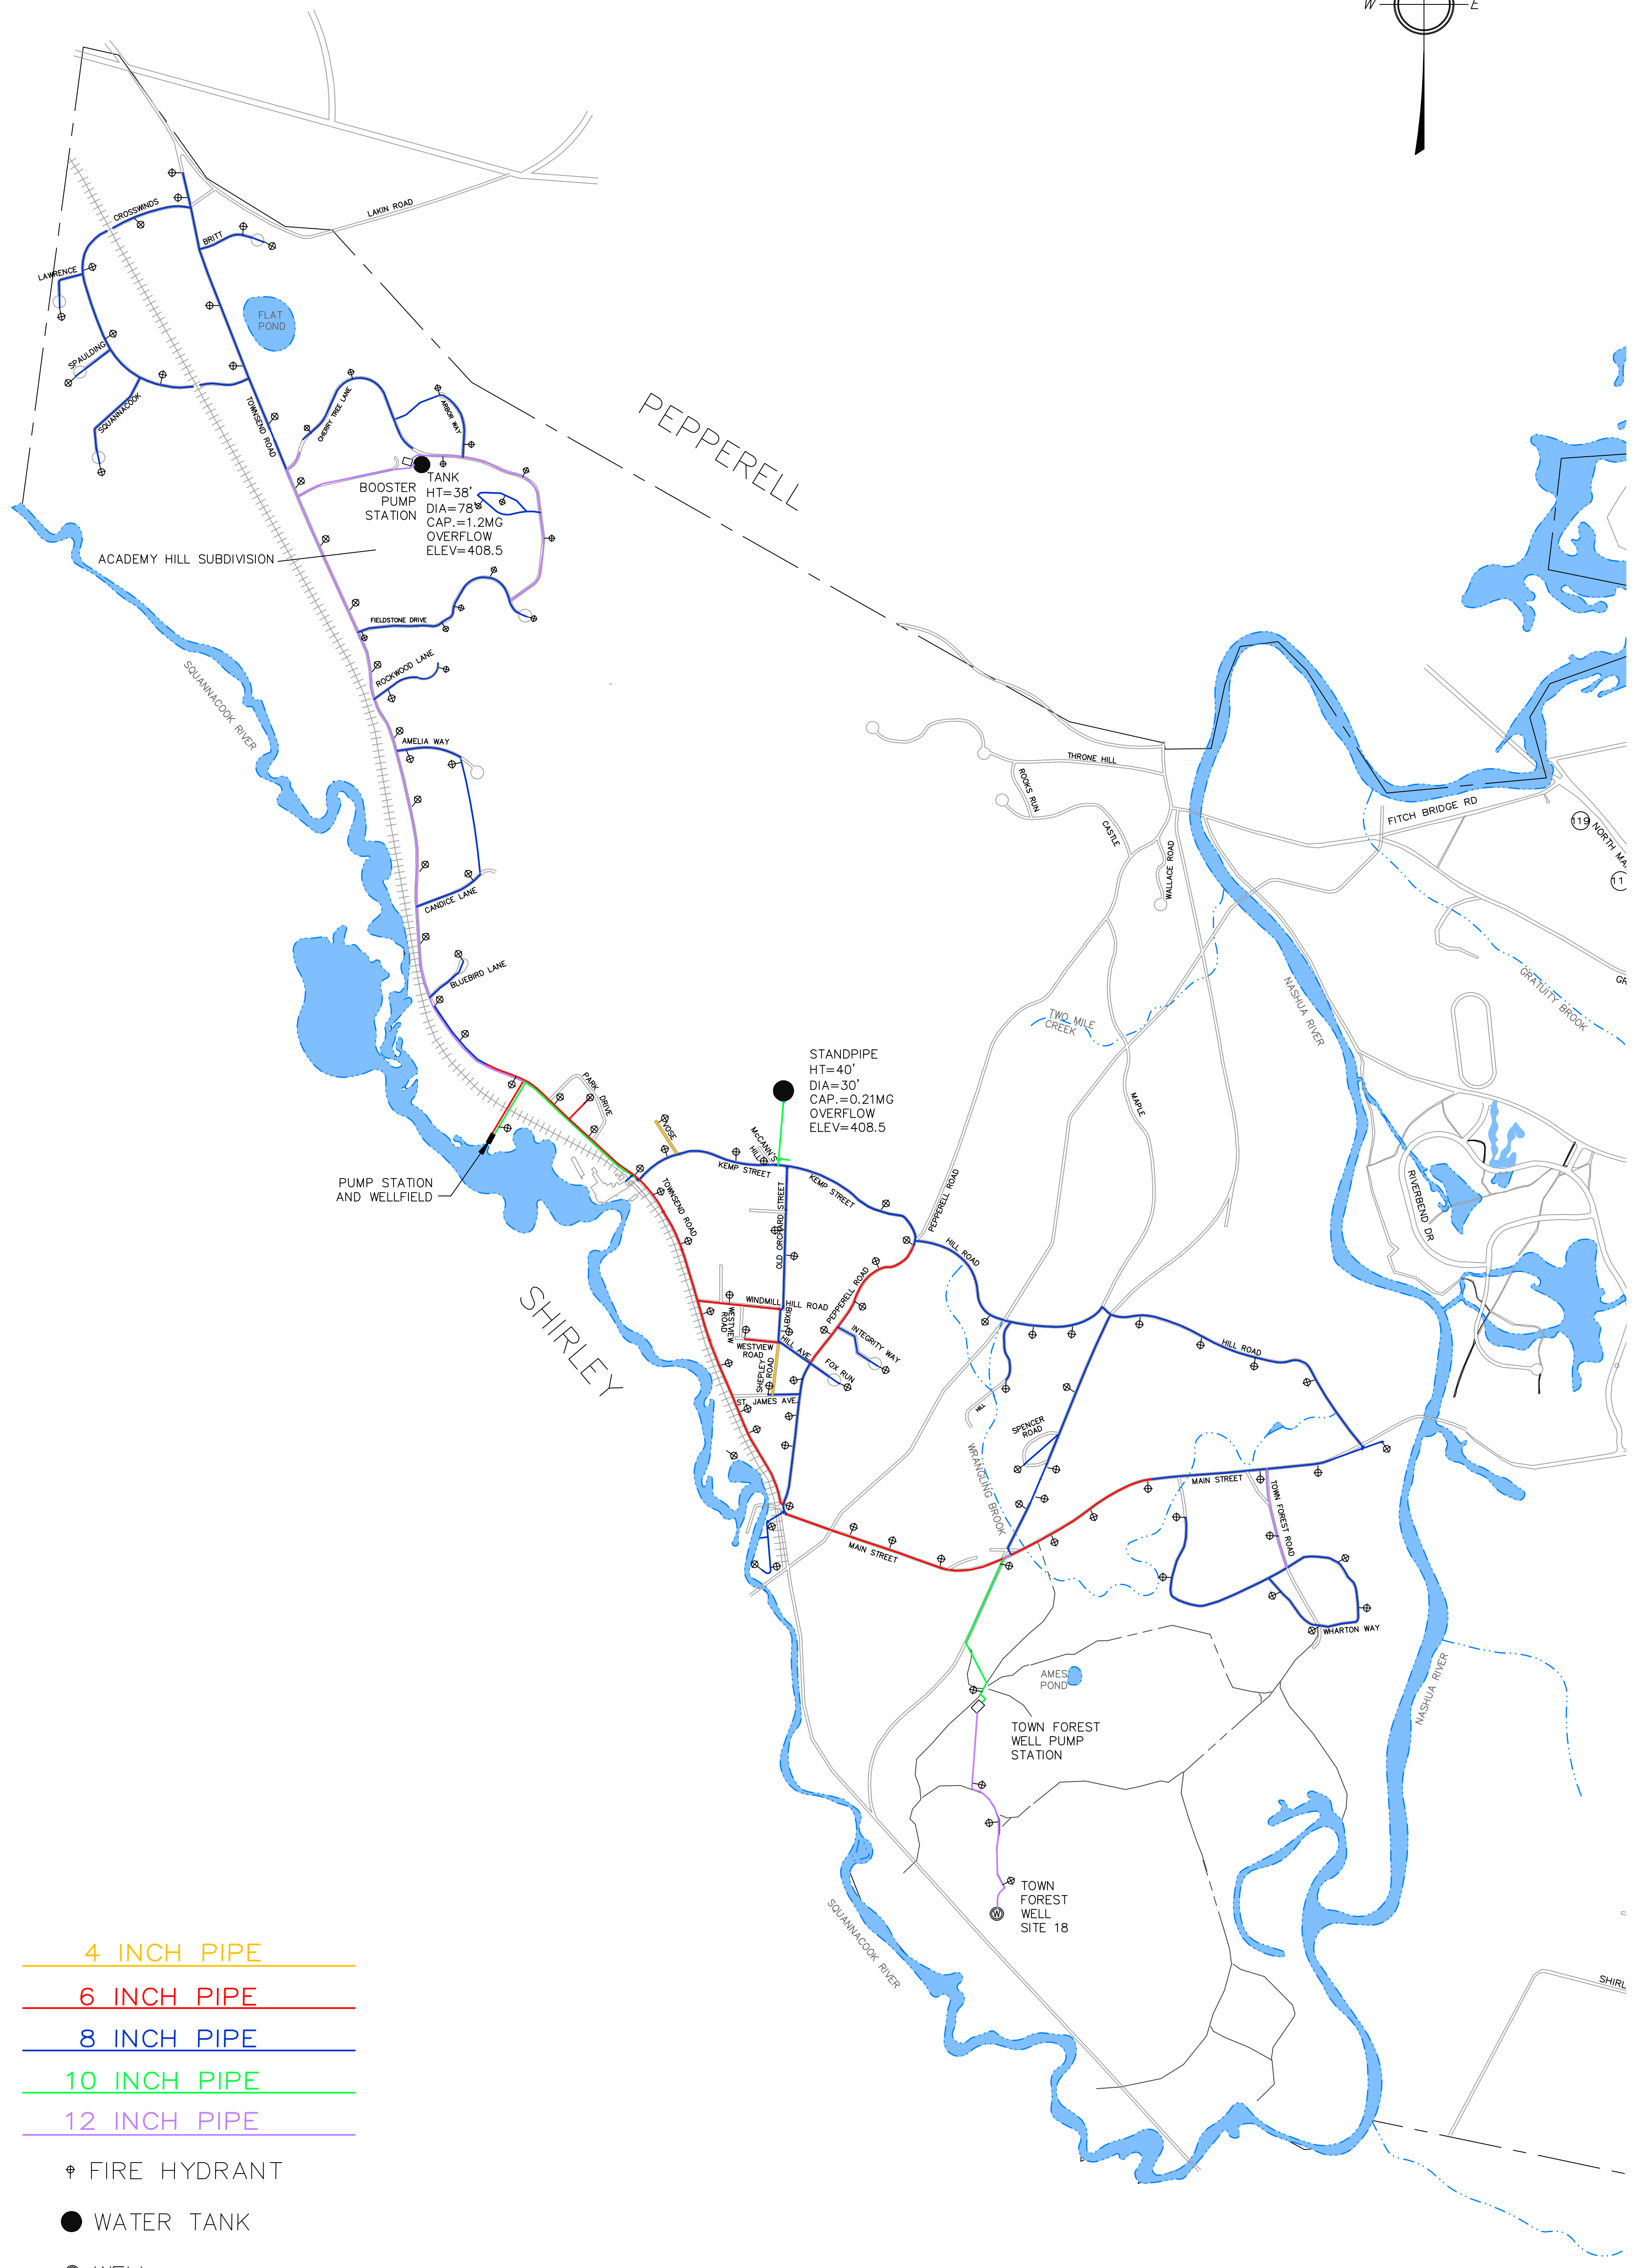 W
E
LAKIN ROAD
CROSSWINDS
BRITT
LAWRENCE
FLAT
POND
SPAULDING
SQUANNACOOK
TOWNSEND ROAD
CHERRY TREE LANE
ARBOR WAY
PEPPERELL
BOOSTER
PUMP
STATION
TANK
HT=38'
DIA=78'
CAP.=1.2MG
OVERFLOW
ELEV=408.5
ACADEMY HILL SUBDIVISION
FIELDSTONE DRIVE
ROCKWOOD LANE
SQUANNACOOK RIVER
AMELIA WAY
THRONE HILL
ROOKS RUN
CASTLE
WALLACE ROAD
FITCH BRIDGE RD
119
NORTH MA
11
CANDICE LANE
BLUEBIRD LANE
GRATUITY BROOK
GR
NASHUA RIVER
TWO MILE
CREEK
STANDPIPE
HT=40'
DIA=30'
CAP.=0.21MG
OVERFLOW
ELEV=408.5
PARK DRIVE
MAPLE
VOSE
McCANN'S
HILL
KEMP STREET
KEMP STREET
PUMP STATION
AND WELLFIELD
TOWNSEND ROAD
OLD ORCHARD STREET
PEPPERELL ROAD
HILL ROAD
RIVERBEND DR
SHIRLEY
PEPPERELL ROAD
WINDMILL HILL ROAD
WESTVIEW
ROAD
BIXBY
HILL AVE
INTEGRITY WAY
WESTVIEW
ROAD
FOX RUN
SHEPLEY
ROAD
ST. JAMES AVE.
HILL ROAD
HILL
SPENCER
ROAD
WRANGLING BROOK
MAIN STREET
TOWN FOREST ROAD
MAIN STREET
WHARTON WAY
AMES
POND
NASHUA RIVER
TOWN FOREST
WELL PUMP
STATION
W
TOWN
FOREST
WELL
SITE 18
SQUANNACOOK RIVER
SHIRL
4 INCH PIPE
6 INCH PIPE
8 INCH PIPE
10 INCH PIPE
12 INCH PIPE
FIRE HYDRANT
WATER TANK